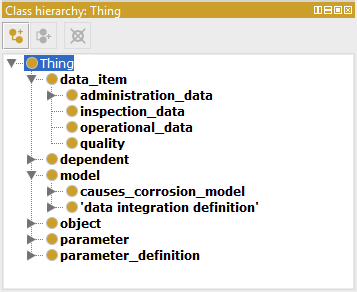 Class hierarchy: Thing
Thing
data_item
administration_data
inspection_data
operational_data
quality
dependent
model
causes_corrosion_model
'data integration definition'
object
parameter
parameter_definition